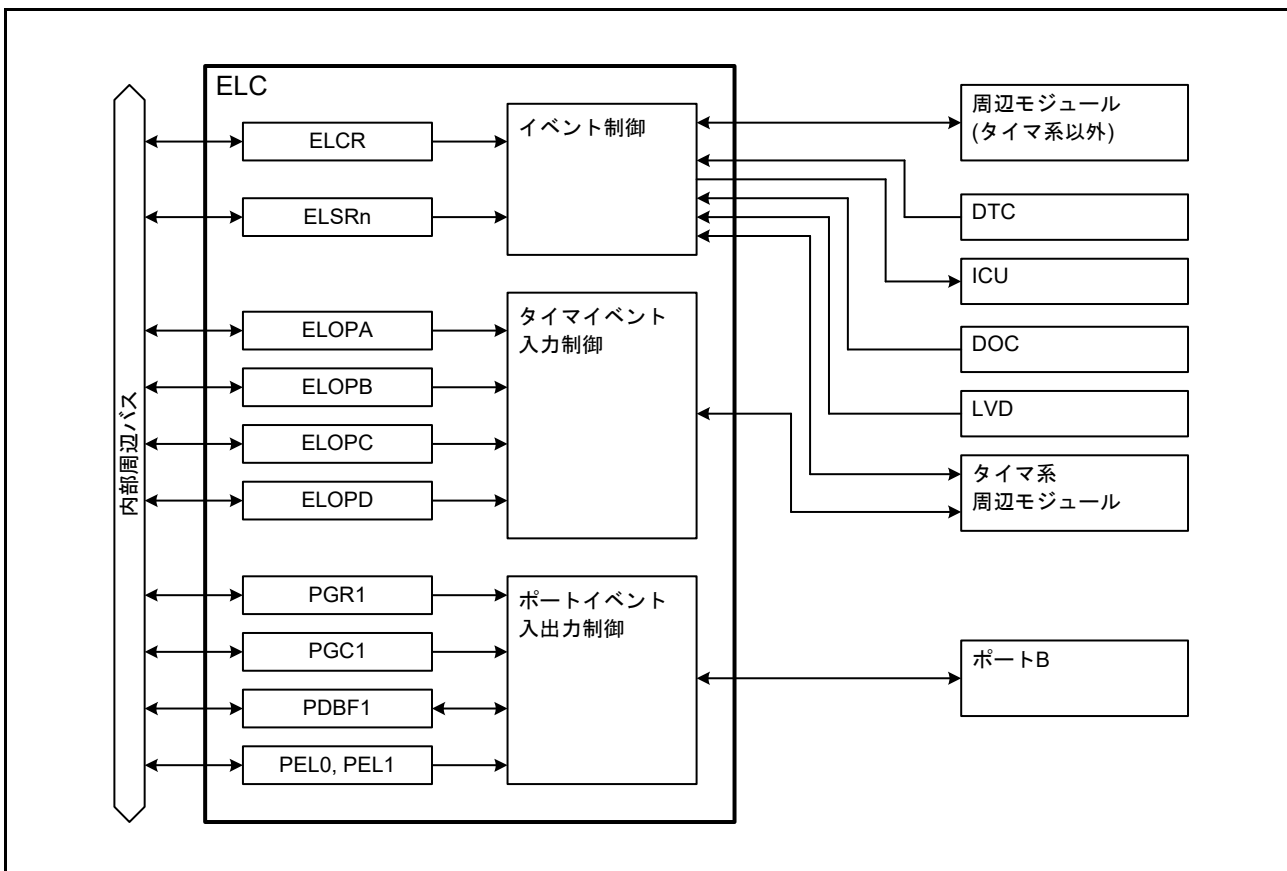 ELC
内部周辺バス
ELCR
ELSRn
ELOPA
ELOPB
ELOPC
ELOPD
PGR1
PGC1
PDBF1
PEL0, PEL1
イベント制御
タイマイベント
入力制御
ポートイベント
入出力制御
周辺モジュール
(タイマ系以外)
DTC
ICU
DOC
LVD
タイマ系
周辺モジュール
ポートB